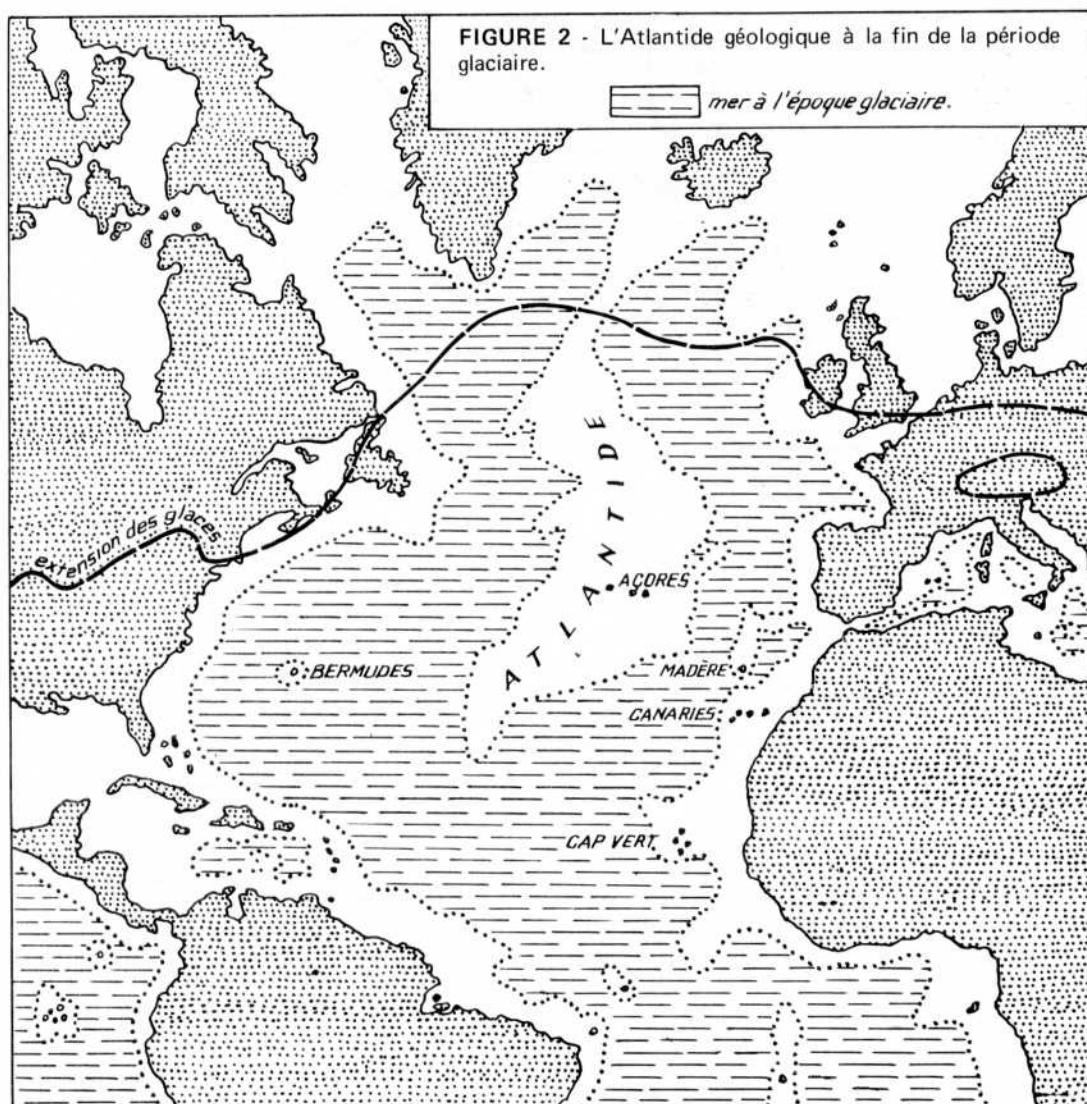 FIGURE 2 - L'Atlantide géologique à la fin de la période
glaciaire.
mer à l'époque glaciaire.
extension des glaces
ATLANTIDE
AÇORES
BERMUDES
MADÈRE
CANARIES
CAP VERT